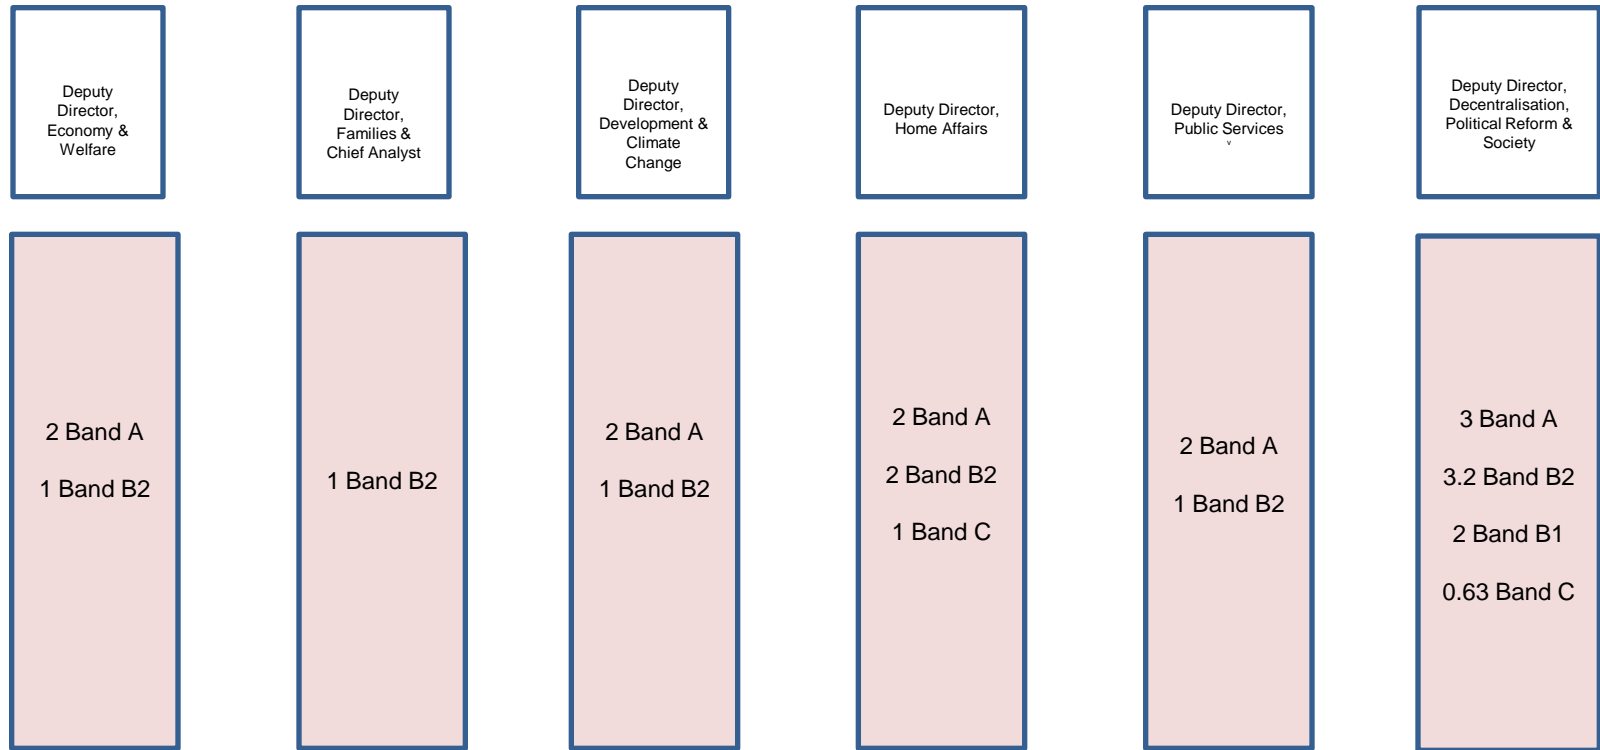 Deputy
Director,
Economy &
Welfare
Deputy
Director,
Families &
Chief Analyst
Deputy
Director,
Development &
Climate
Change
Deputy Director,
Home Affairs
Deputy Director,
Public Services
v
Deputy Director,
Decentralisation,
Political Reform &
Society
2 Band A
1 Band B2
1 Band B2
2 Band A
1 Band B2
2 Band A
2 Band B2
1 Band C
2 Band A
1 Band B2
3 Band A
3.2 Band B2
2 Band B1
0.63 Band C